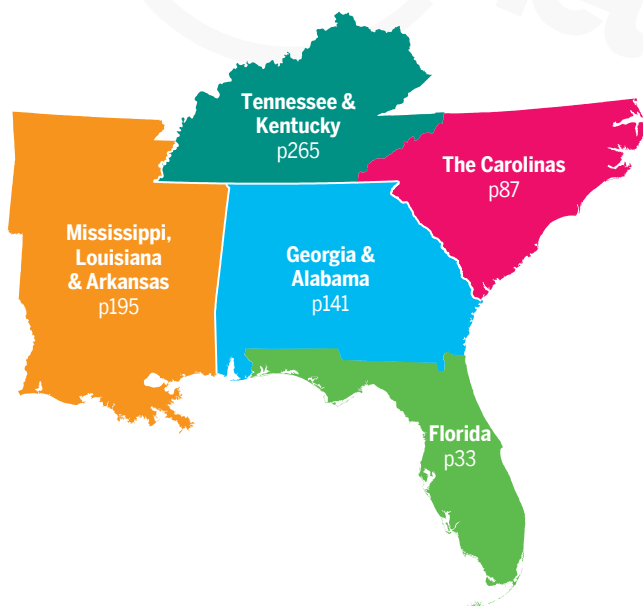 Tennessee &
Kentucky
p265
The Carolinas
p87
Mississippi,
Louisiana
& Arkansas
p195
Georgia &
Alabama
p141
Florida
p33